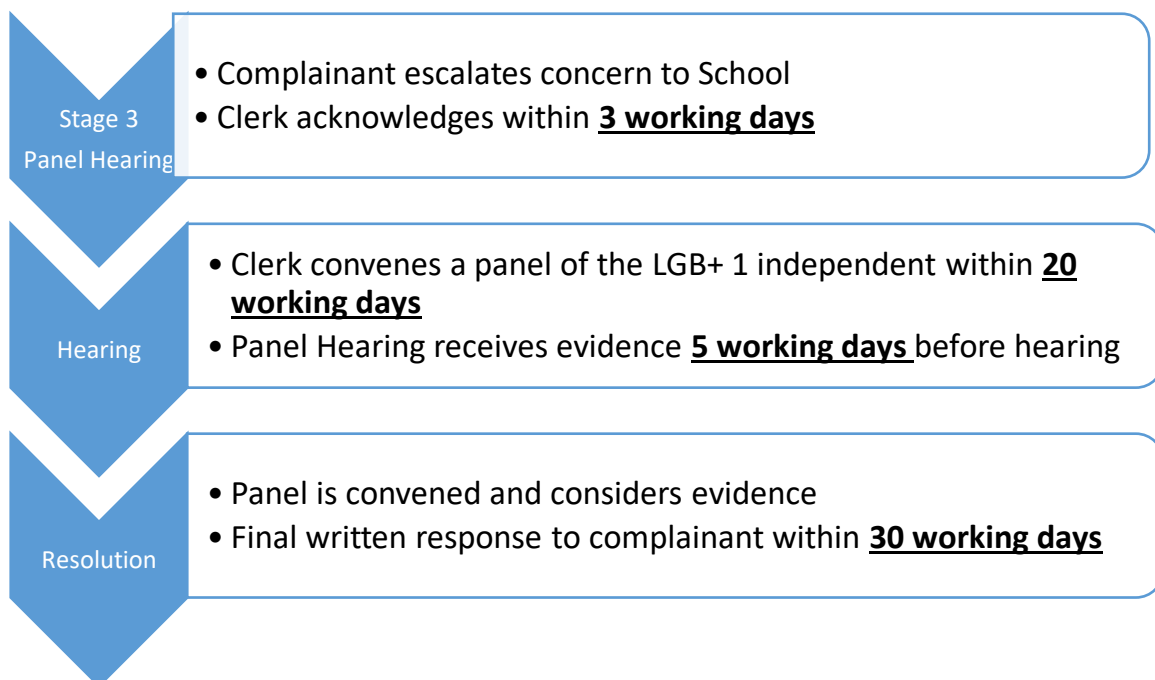 Stage 3
Panel Hearing
• Complainant escalates concern to School
• Clerk acknowledges within 3 working days
Hearing
• Clerk convenes a panel of the LGB+ 1 independent within 20
working days
• Panel Hearing receives evidence 5 working days before hearing
Resolution
• Panel is convened and considers evidence
• Final written response to complainant within 30 working days